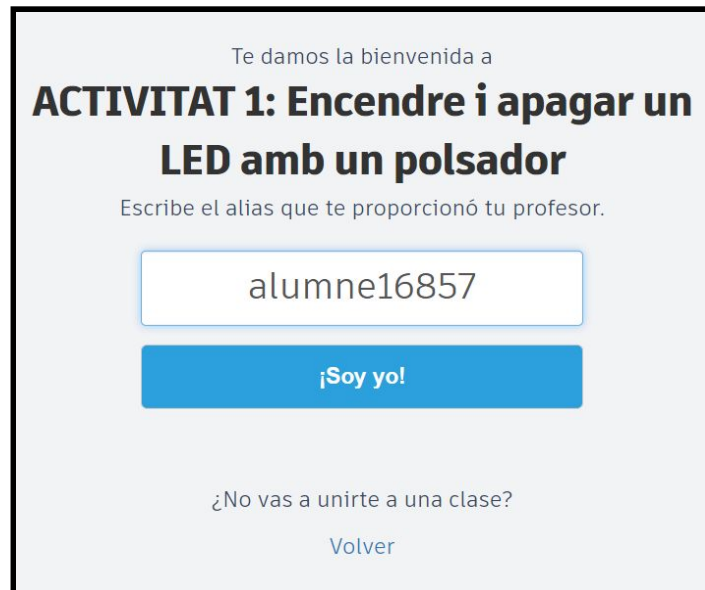 Te damos la bienvenida a
ACTIVITAT 1: Encendre i apagar un
LED amb un polsador
Escribe el alias que te proporcionó tu profesor.
alumne16857
¡Soy yo!
¿No vas a unirte a una clase?
Volver